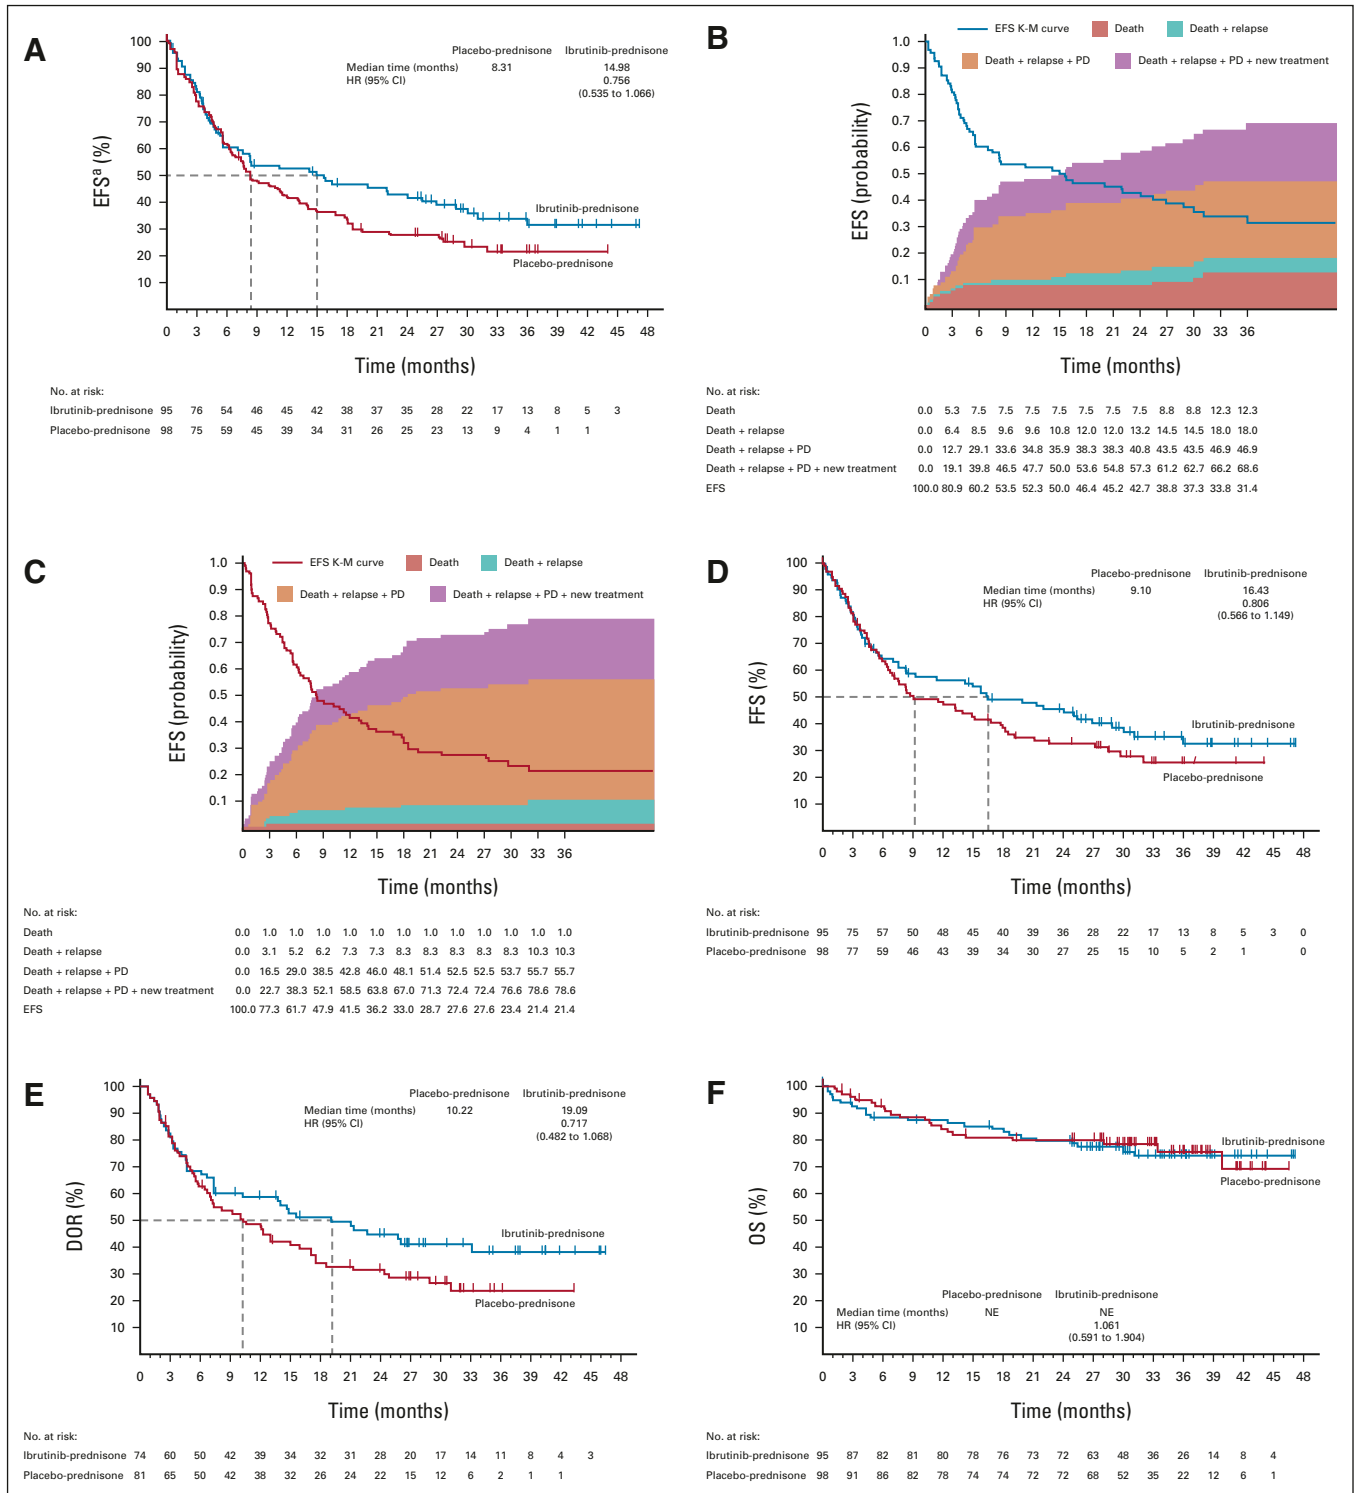 A
Placebo-prednisone Ibrutinib-prednisone
Median time (months) 8.31 14.98
HR (95% CI) 0.756
(0.535 to 1.066)
EFSa (%)
100
90
80
70
60
50
40
30
20
10
Ibrutinib-prednisone
Placebo-prednisone
0 3 6 9 12 15 18 21 24 27 30 33 36 39 42 45 48
Time (months)
No. at risk:
Ibrutinib-prednisone 95 76 54 46 45 42 38 37 35 28 22 17 13 8 5 3
Placebo-prednisone 98 75 59 45 39 34 31 26 25 23 13 9 4 1 1
B
EFS K-M curve Death Death + relapse
Death + relapse + PD Death + relapse + PD + new treatment
EFS (probability)
1.0
0.9
0.8
0.7
0.6
0.5
0.4
0.3
0.2
0.1
0 3 6 9 12 15 18 21 24 27 30 33 36
Time (months)
No. at risk:
Death 0.0 5.3 7.5 7.5 7.5 7.5 7.5 7.5 7.5 8.8 8.8 12.3 12.3
Death + relapse 0.0 6.4 8.5 9.6 9.6 10.8 12.0 12.0 13.2 14.5 14.5 18.0 18.0
Death + relapse + PD 0.0 12.7 29.1 33.6 34.8 35.9 38.3 38.3 40.8 43.5 43.5 46.9 46.9
Death + relapse + PD + new treatment 0.0 19.1 39.8 46.5 47.7 50.0 53.6 54.8 57.3 61.2 62.7 66.2 68.6
EFS 100.0 80.9 60.2 53.5 52.3 50.0 46.4 45.2 42.7 38.8 37.3 33.8 31.4
C
EFS K-M curve Death Death + relapse
Death + relapse + PD Death + relapse + PD + new treatment
EFS (probability)
1.0
0.9
0.8
0.7
0.6
0.5
0.4
0.3
0.2
0.1
0 3 6 9 12 15 18 21 24 27 30 33 36
Time (months)
No. at risk:
Death 0.0 1.0 1.0 1.0 1.0 1.0 1.0 1.0 1.0 1.0 1.0 1.0 1.0
Death + relapse 0.0 3.1 5.2 6.2 7.3 7.3 8.3 8.3 8.3 8.3 8.3 10.3 10.3
Death + relapse + PD 0.0 16.5 29.0 38.5 42.8 46.0 48.1 51.4 52.5 52.5 53.7 55.7 55.7
Death + relapse + PD + new treatment 0.0 22.7 38.3 52.1 58.5 63.8 67.0 71.3 72.4 72.4 76.6 78.6 78.6
EFS 100.0 77.3 61.7 47.9 41.5 36.2 33.0 28.7 27.6 27.6 23.4 21.4 21.4
D
Placebo-prednisone Ibrutinib-prednisone
Median time (months) 9.10 16.43
HR (95% CI) 0.806
(0.566 to 1.149)
FFS (%)
100
90
80
70
60
50
40
30
20
10
Ibrutinib-prednisone
Placebo-prednisone
0 3 6 9 12 15 18 21 24 27 30 33 36 39 42 45 48
Time (months)
No. at risk:
Ibrutinib-prednisone 95 75 57 50 48 45 40 39 36 28 22 17 13 8 5 3 0
Placebo-prednisone 98 77 59 46 43 39 34 30 27 25 15 10 5 2 1 0
E
Placebo-prednisone Ibrutinib-prednisone
Median time (months) 10.22 19.09
HR (95% CI) 0.717
(0.482 to 1.068)
DOR (%)
100
90
80
70
60
50
40
30
20
10
Ibrutinib-prednisone
Placebo-prednisone
0 3 6 9 12 15 18 21 24 27 30 33 36 39 42 45 48
Time (months)
No. at risk:
Ibrutinib-prednisone 74 60 50 42 39 34 32 31 28 20 17 14 11 8 4 3
Placebo-prednisone 81 65 50 42 38 32 26 24 22 15 12 6 2 1 1
F
OS (%)
100
90
80
70
60
50
40
30
20
10
Ibrutinib-prednisone
Placebo-prednisone
Placebo-prednisone Ibrutinib-prednisone
Median time (months) NE NE
HR (95% CI) 1.061
(0.591 to 1.904)
0 3 6 9 12 15 18 21 24 27 30 33 36 39 42 45 48
Time (months)
No. at risk:
Ibrutinib-prednisone 95 87 82 81 80 78 76 73 72 63 48 36 26 14 8 4
Placebo-prednisone 98 91 86 82 78 74 74 72 72 68 52 35 22 12 6 1